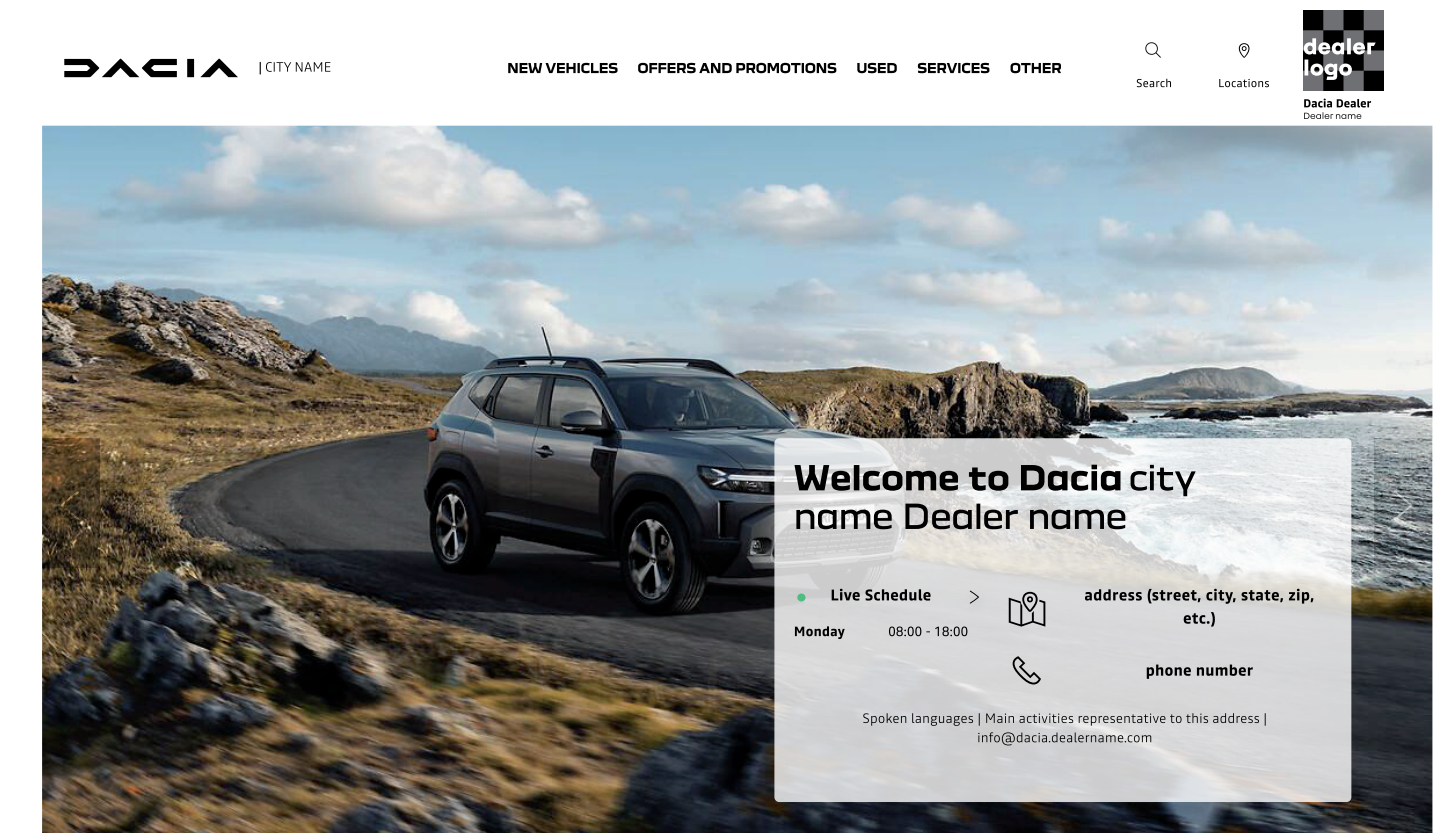 DACIA | CITY NAME
NEW VEHICLES OFFERS AND PROMOTIONS USED SERVICES OTHER
Search
Locations
dealer
logo
Dacia Dealer
Dealer name
Welcome to Dacia city
name Dealer name
Live Schedule
Monday 08:00 - 18:00
address (street, city, state, zip,
etc.)
phone number
Spoken languages | Main activities representative to this address |
info@dacia.dealername.com